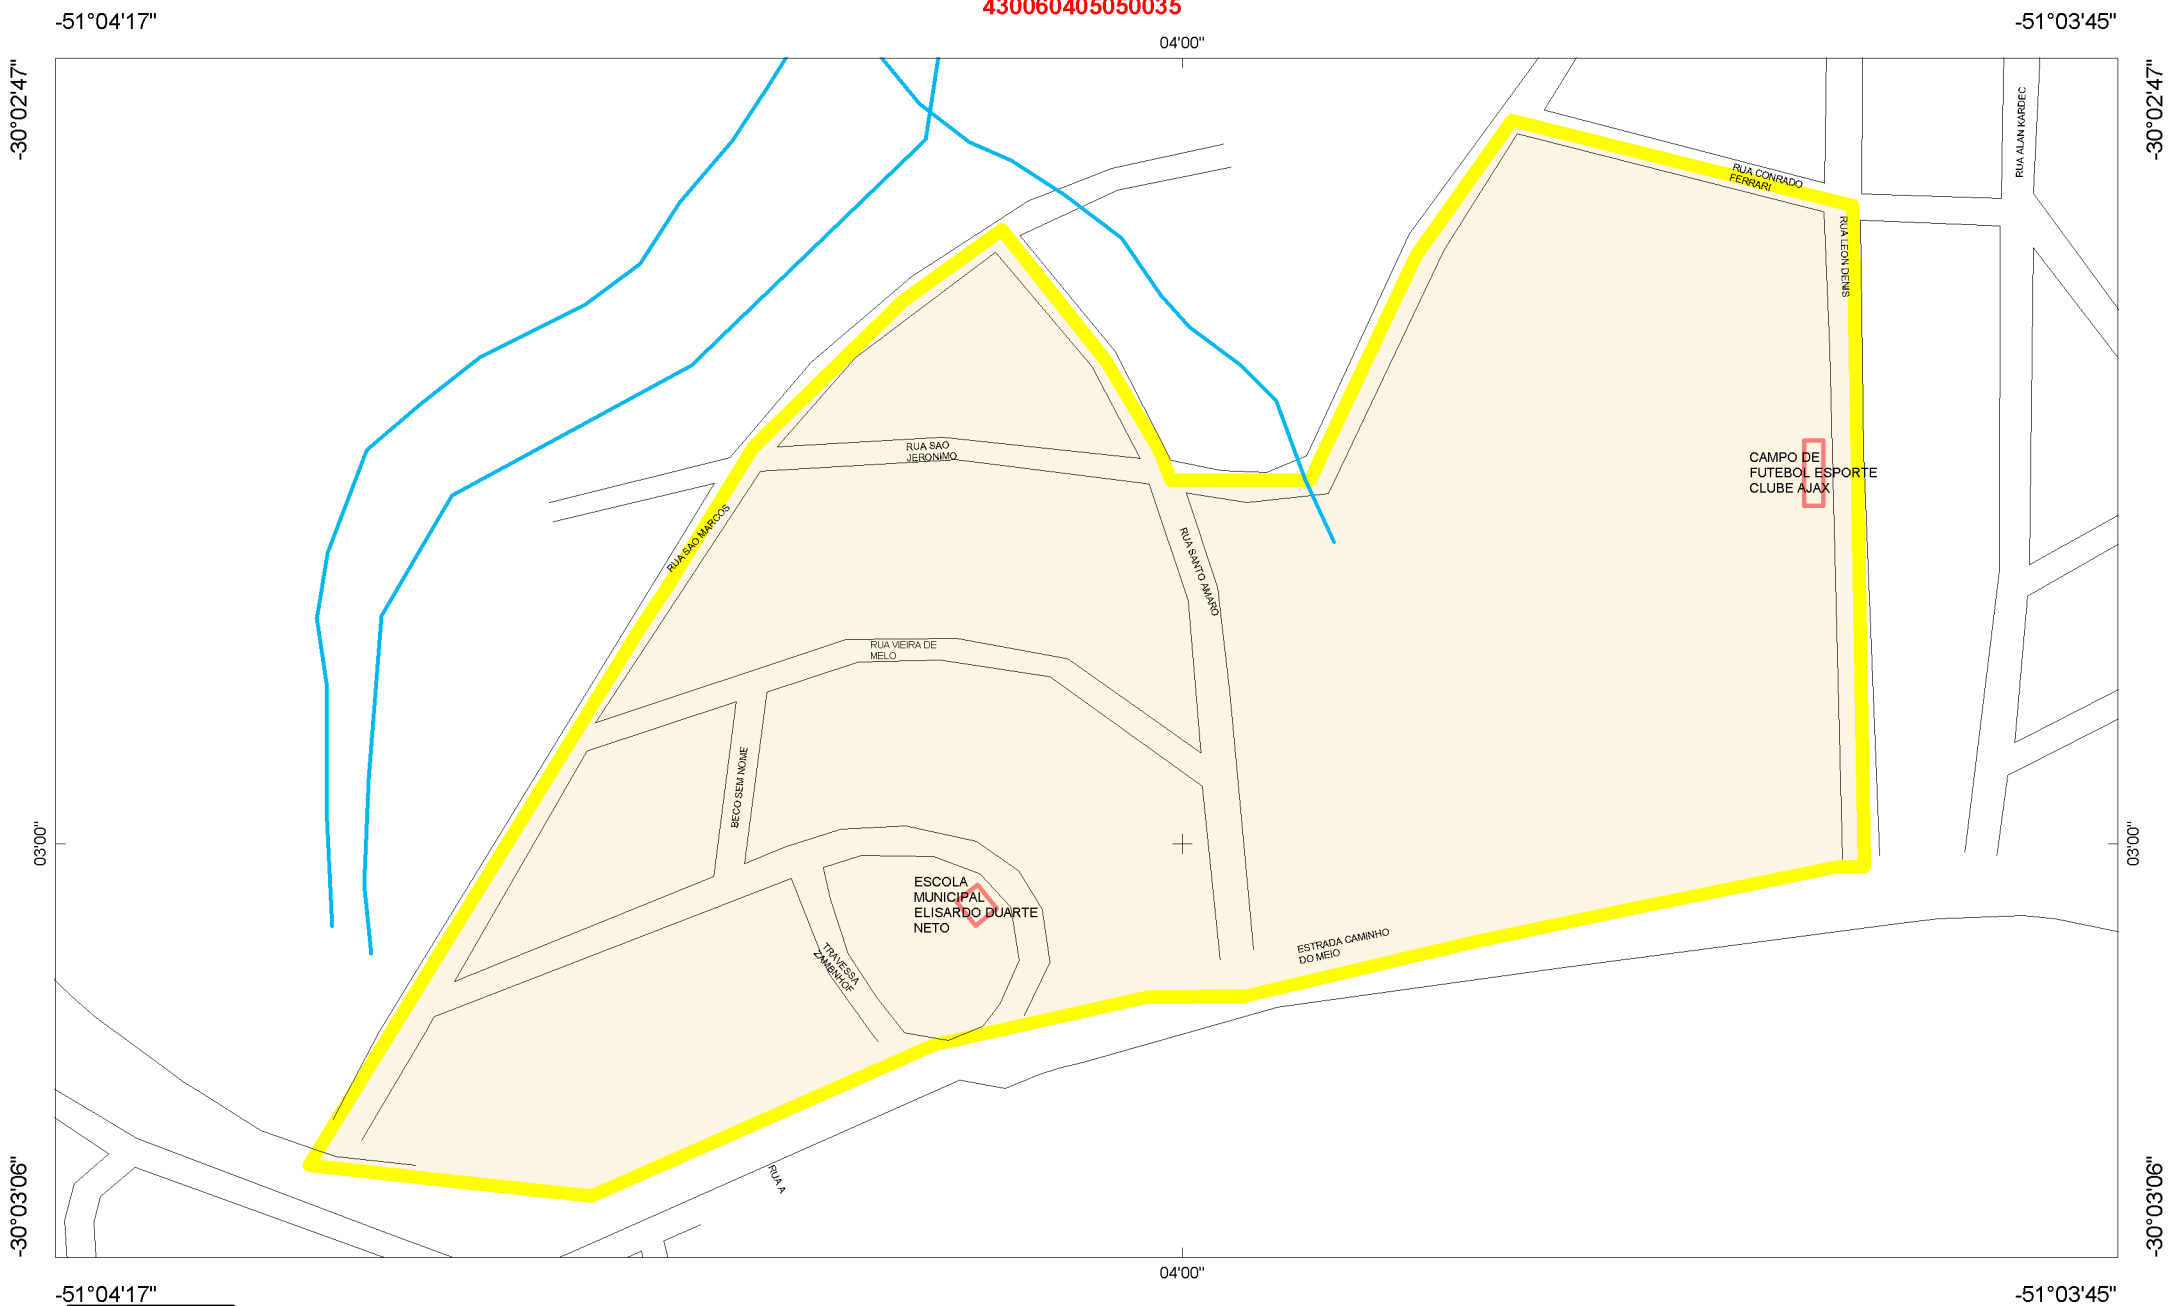 430060405050035
-51°04'17"
-51°03'45"
04'00"
-30°02'47"
-30°02'47"
RUA ALAN KARDEC
RUA CONRADO
FERRARI
RUA LEON DENIS
RUA SAO
JERONIMO
CAMPO DE
FUTEBOL ESPORTE
CLUBE AJAX
RUA SAO MARCOS
RUA SANTO AMARO
RUA VIEIRA DE
MELO
BECO SEM NOME
03'00"
03'00"
ESCOLA
MUNICIPAL
ELISARDO DUARTE
NETO
TRAVESSA
ZAMBNHOF
ESTRADA CAMINHO
DO MEIO
RUA A
-30°03'06"
-30°03'06"
04'00"
-51°04'17"
-51°03'45"